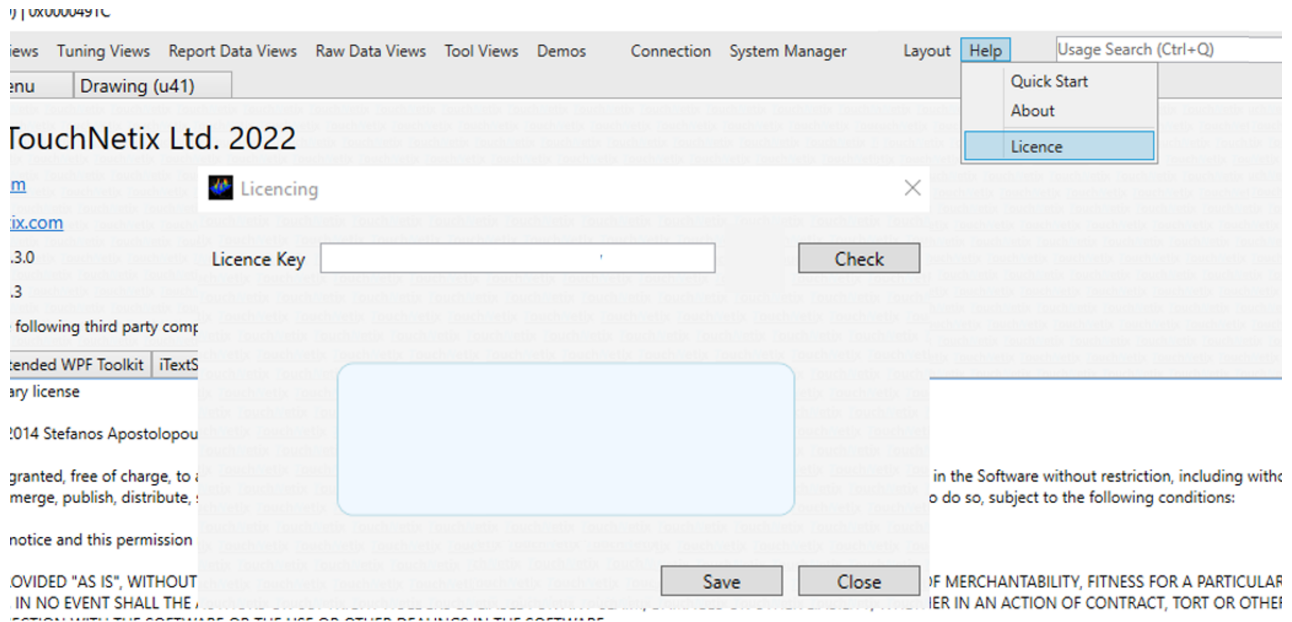 | 0x0000491C
Tuning Views Report Data Views Raw Data Views Tool Views Demos Connection System Manager Layout Help Usage Search (Ctrl+Q)
Drawing (u41)
Quick Start
About
Licence
TouchNetix Ltd. 2022
m
ix.com
.3.0
.3
following third party comp
Licencing
Licence Key
Check
tended WPF Toolkit iTextS
ary license
2014 Stefanos Apostolopou
granted, free of charge, to a
in the Software without restriction, including witho
merge, publish, distribute,
o do so, subject to the following conditions:
notice and this permission
Save Close
OVIDED "AS IS", WITHOUT
OF MERCHANTABILITY, FITNESS FOR A PARTICULAR
IN NO EVENT SHALL THE
IER IN AN ACTION OF CONTRACT, TORT OR OTHE